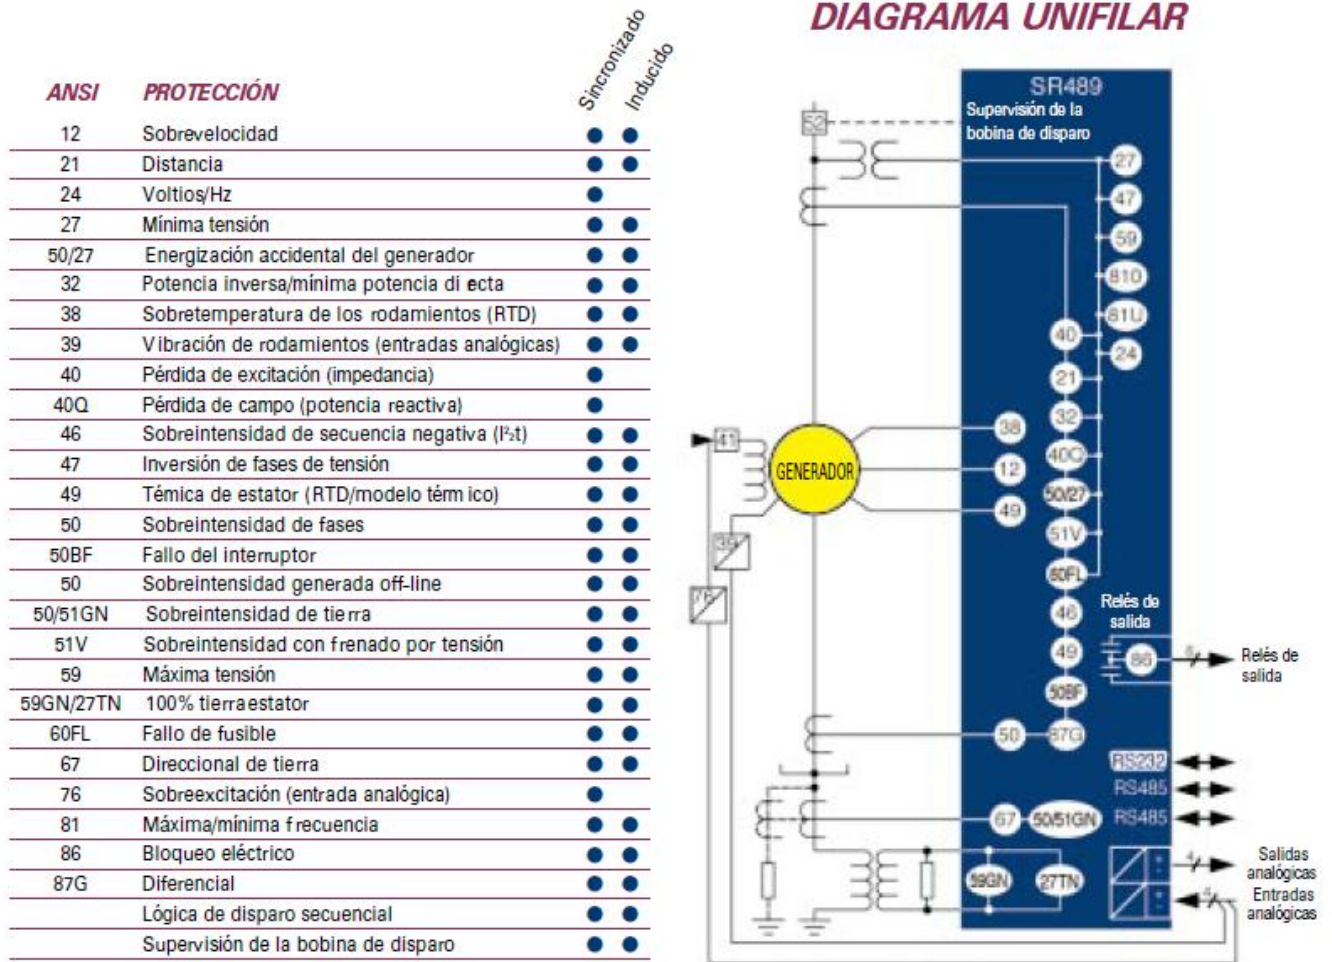 DIAGRAMA UNIFILAR
ANSI PROTECCIÓN Sincronizado Inducido
12 Sobrevelocidad
21 Distancia
24 Voltios/Hz
27 Mínima tensión
50/27 Energización accidental del generador
32 Potencia inversa/mínima potencia di ecta
38 Sobretemperatura de los rodamientos (RTD)
39 Vibración de rodamientos (entradas analógicas)
40 Pérdida de excitación (impedancia)
40Q Pérdida de campo (potencia reactiva)
46 Sobreintensidad de secuencia negativa (I²₂t)
47 Inversión de fases de tensión
49 Témica de estator (RTD/modelo térm ico)
50 Sobreintensidad de fases
50BF Fallo del interruptor
50 Sobreintensidad generada off-line
50/51GN Sobreintensidad de tierra
51V Sobreintensidad con frenado por tensión
59 Máxima tensión
59GN/27TN 100% tierra estator
60FL Fallo de fusible
67 Direccional de tierra
76 Sobreexcitación (entrada analógica)
81 Máxima/mínima frecuencia
86 Bloqueo eléctrico
87G Diferencial
Lógica de disparo secuencial
Supervisión de la bobina de disparo
SR489
Supervisión de la
bobina de disparo
52
27
47
59
81O
81U
24
40
21
32
40Q
50/27
51V
60FL
46
49
50BF
50 87G
38
12
49
41
GENERADOR
39
76
Relés de
salida
86
6
Relés de
salida
RS232
RS485
RS485
67 50/51GN
59GN 27TN
4
Salidas
analógicas
4
Entradas
analógicas